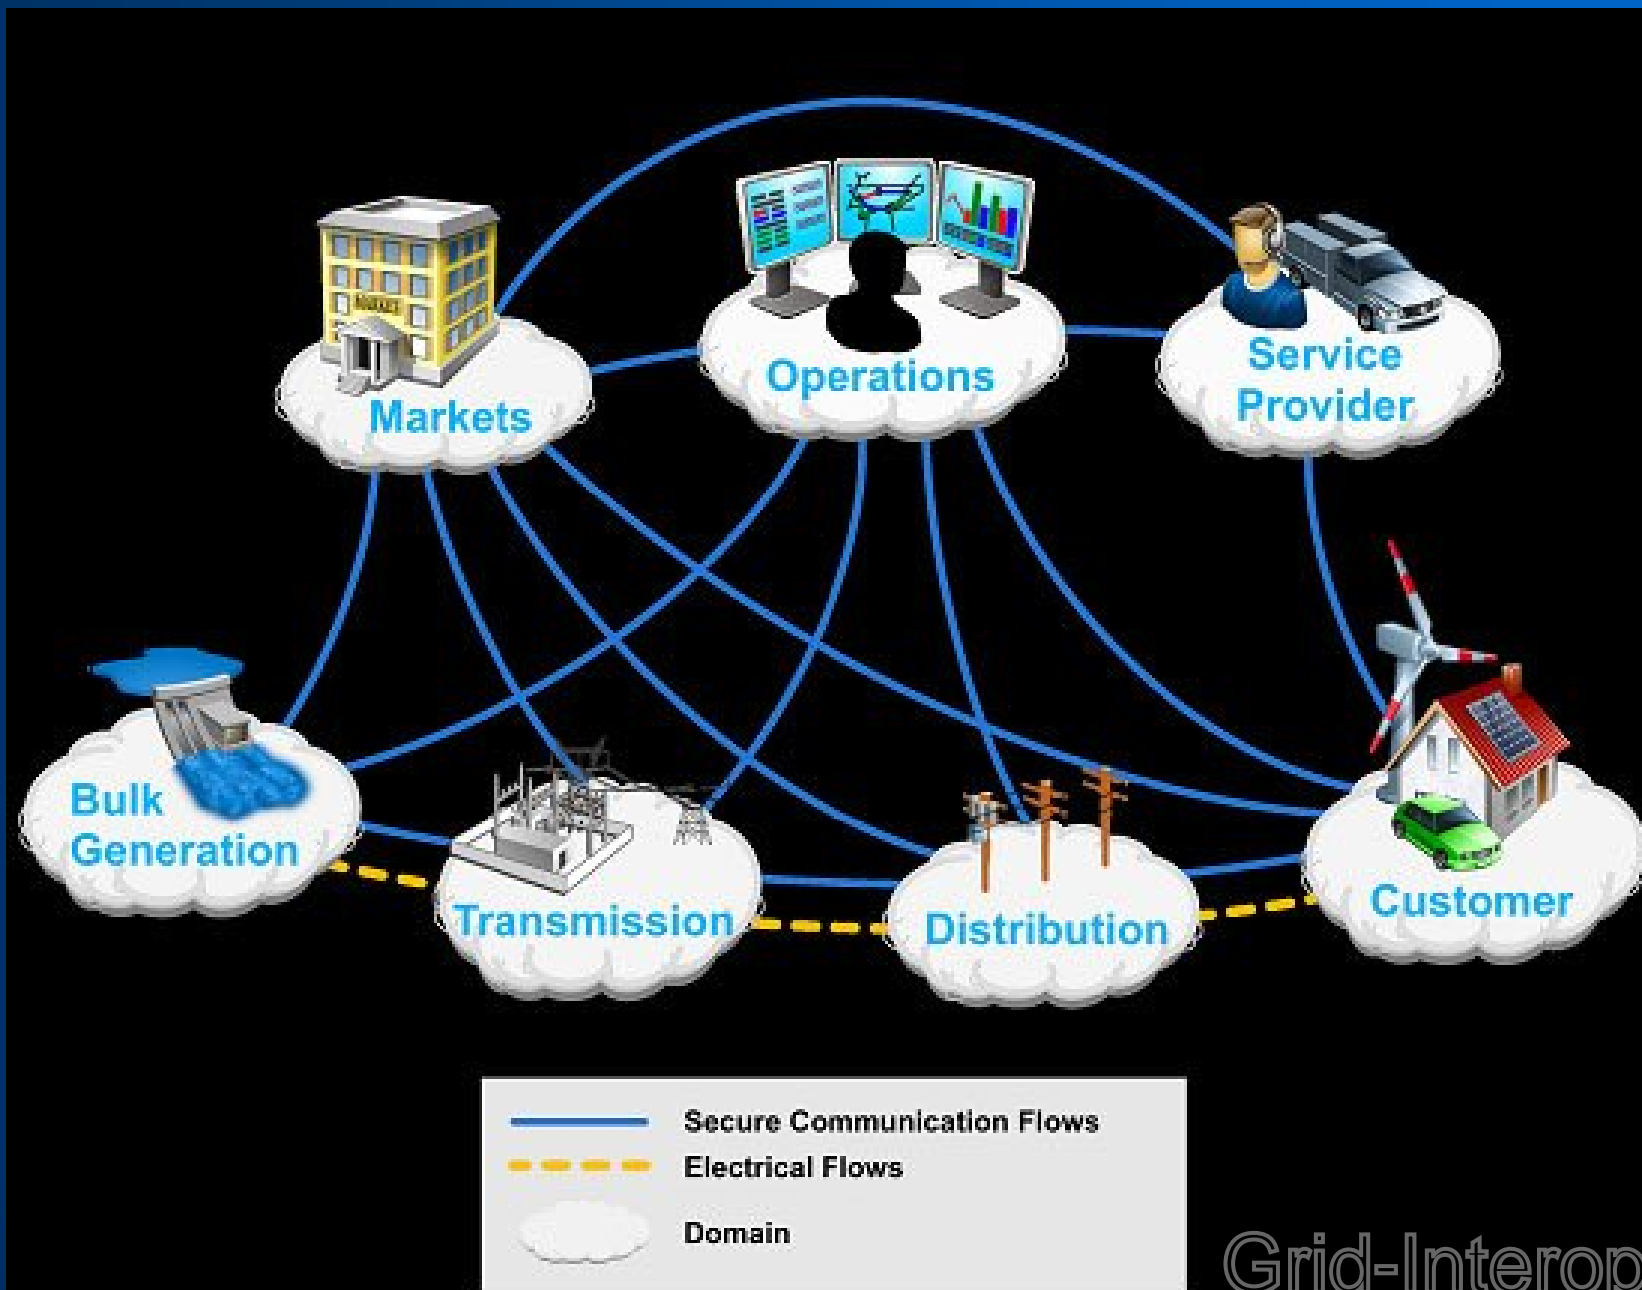 Operations
Service
Provider
Markets
Bulk
Generation
Transmission
Distribution
Customer
Secure Communication Flows
Electrical Flows
Domain
Grid-Interop